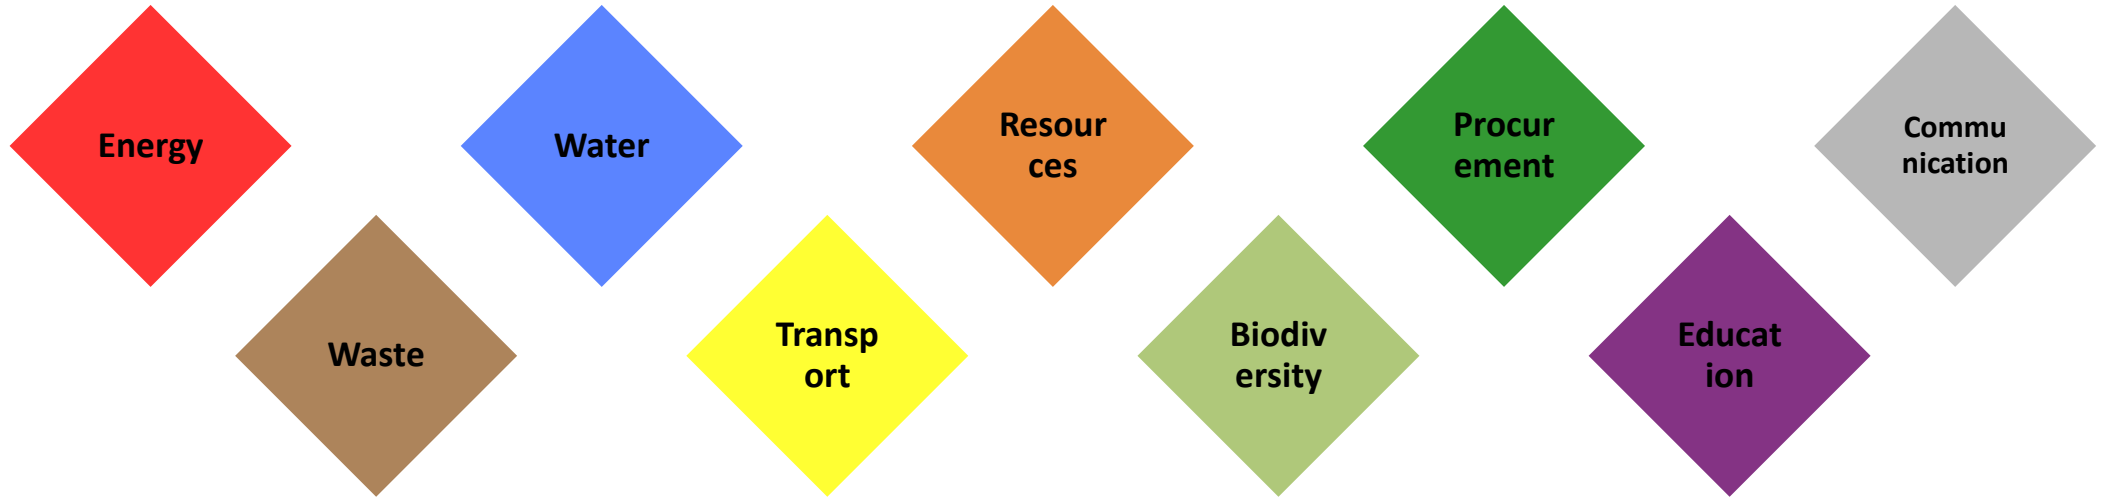 Energy
Water
Resour
ces
Procur
ement
Commu
nication
Waste
Transp
ort
Biodiv
ersity
Educat
ion